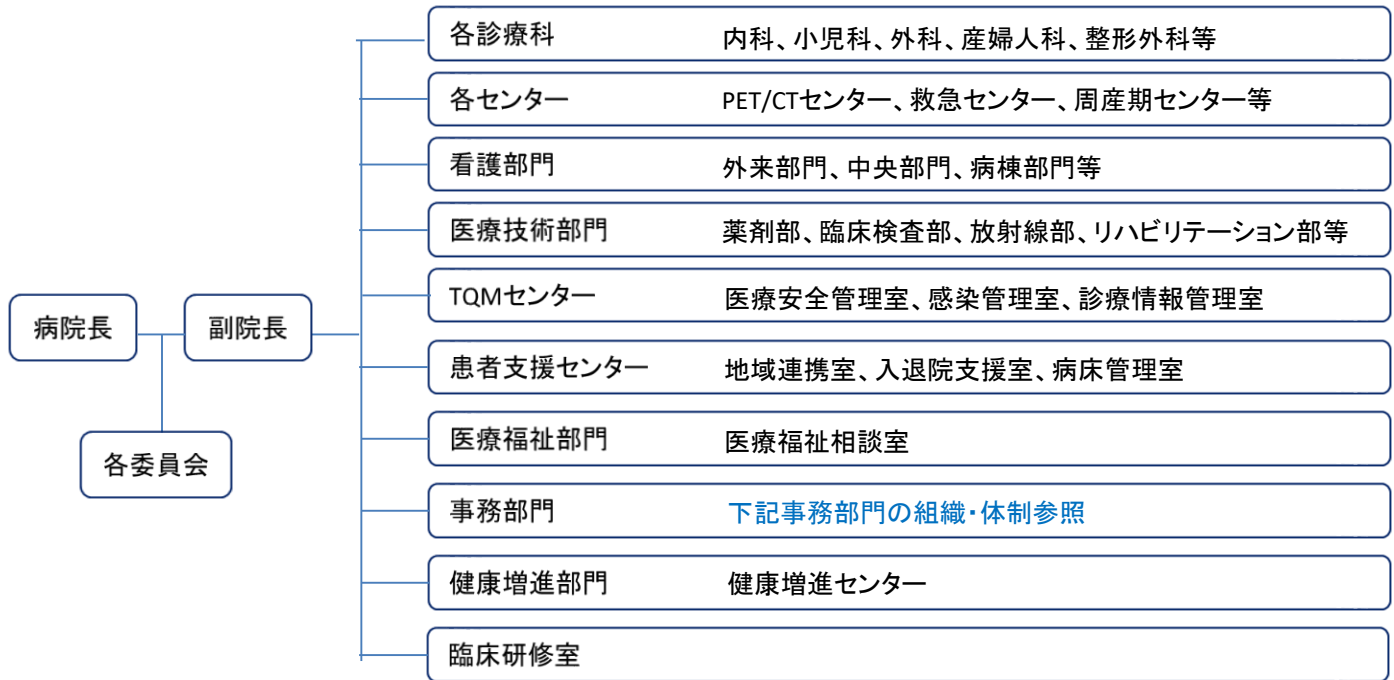 各診療科 内科、小児科、外科、産婦人科、整形外科等
各センター PET/CTセンター、救急センター、周産期センター等
看護部門 外来部門、中央部門、病棟部門等
医療技術部門 薬剤部、臨床検査部、放射線部、リハビリテーション部等
TQMセンター 医療安全管理室、感染管理室、診療情報管理室
病院長
副院長
患者支援センター 地域連携室、入退院支援室、病床管理室
医療福祉部門 医療福祉相談室
各委員会
事務部門 下記事務部門の組織・体制参照
健康増進部門 健康増進センター
臨床研修室